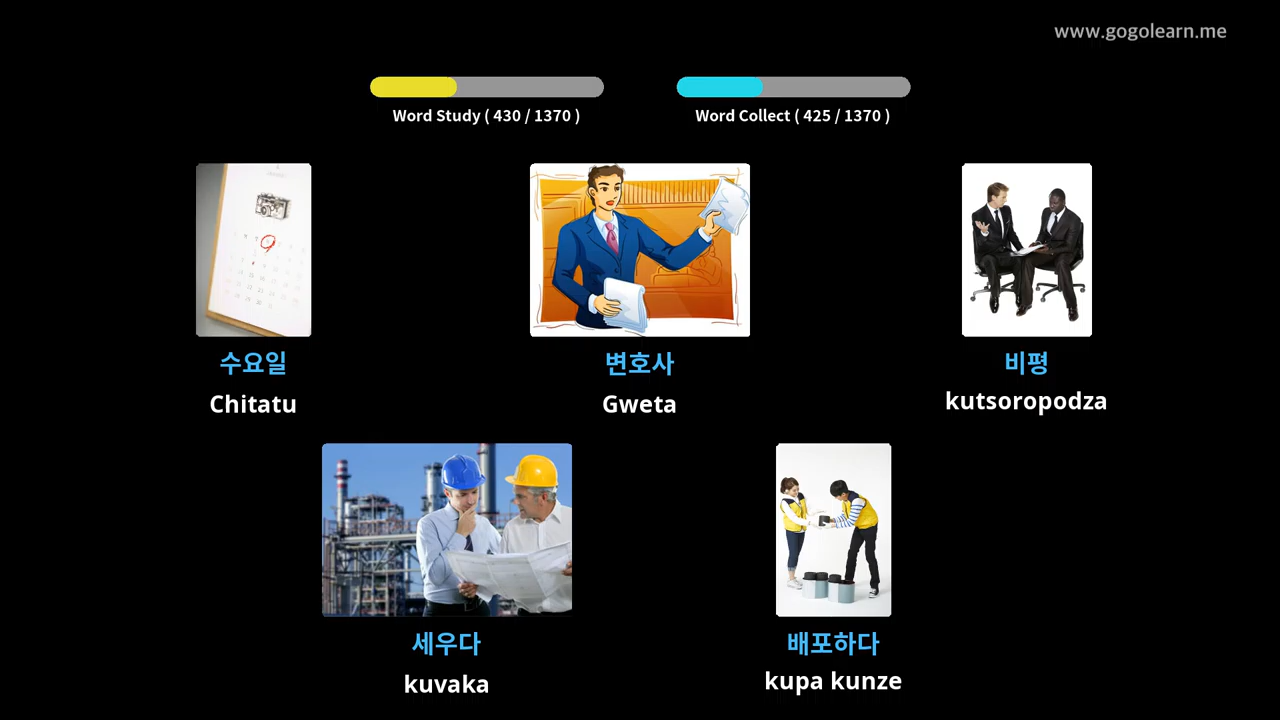 www.gogolearn.me
Word Study ( 430 / 1370 )
Word Collect ( 425 / 1370 )
수요일
Chitatu
변호사
Gweta
비평
kutsoropodza
세우다
kuvaka
배포하다
kupa kunze